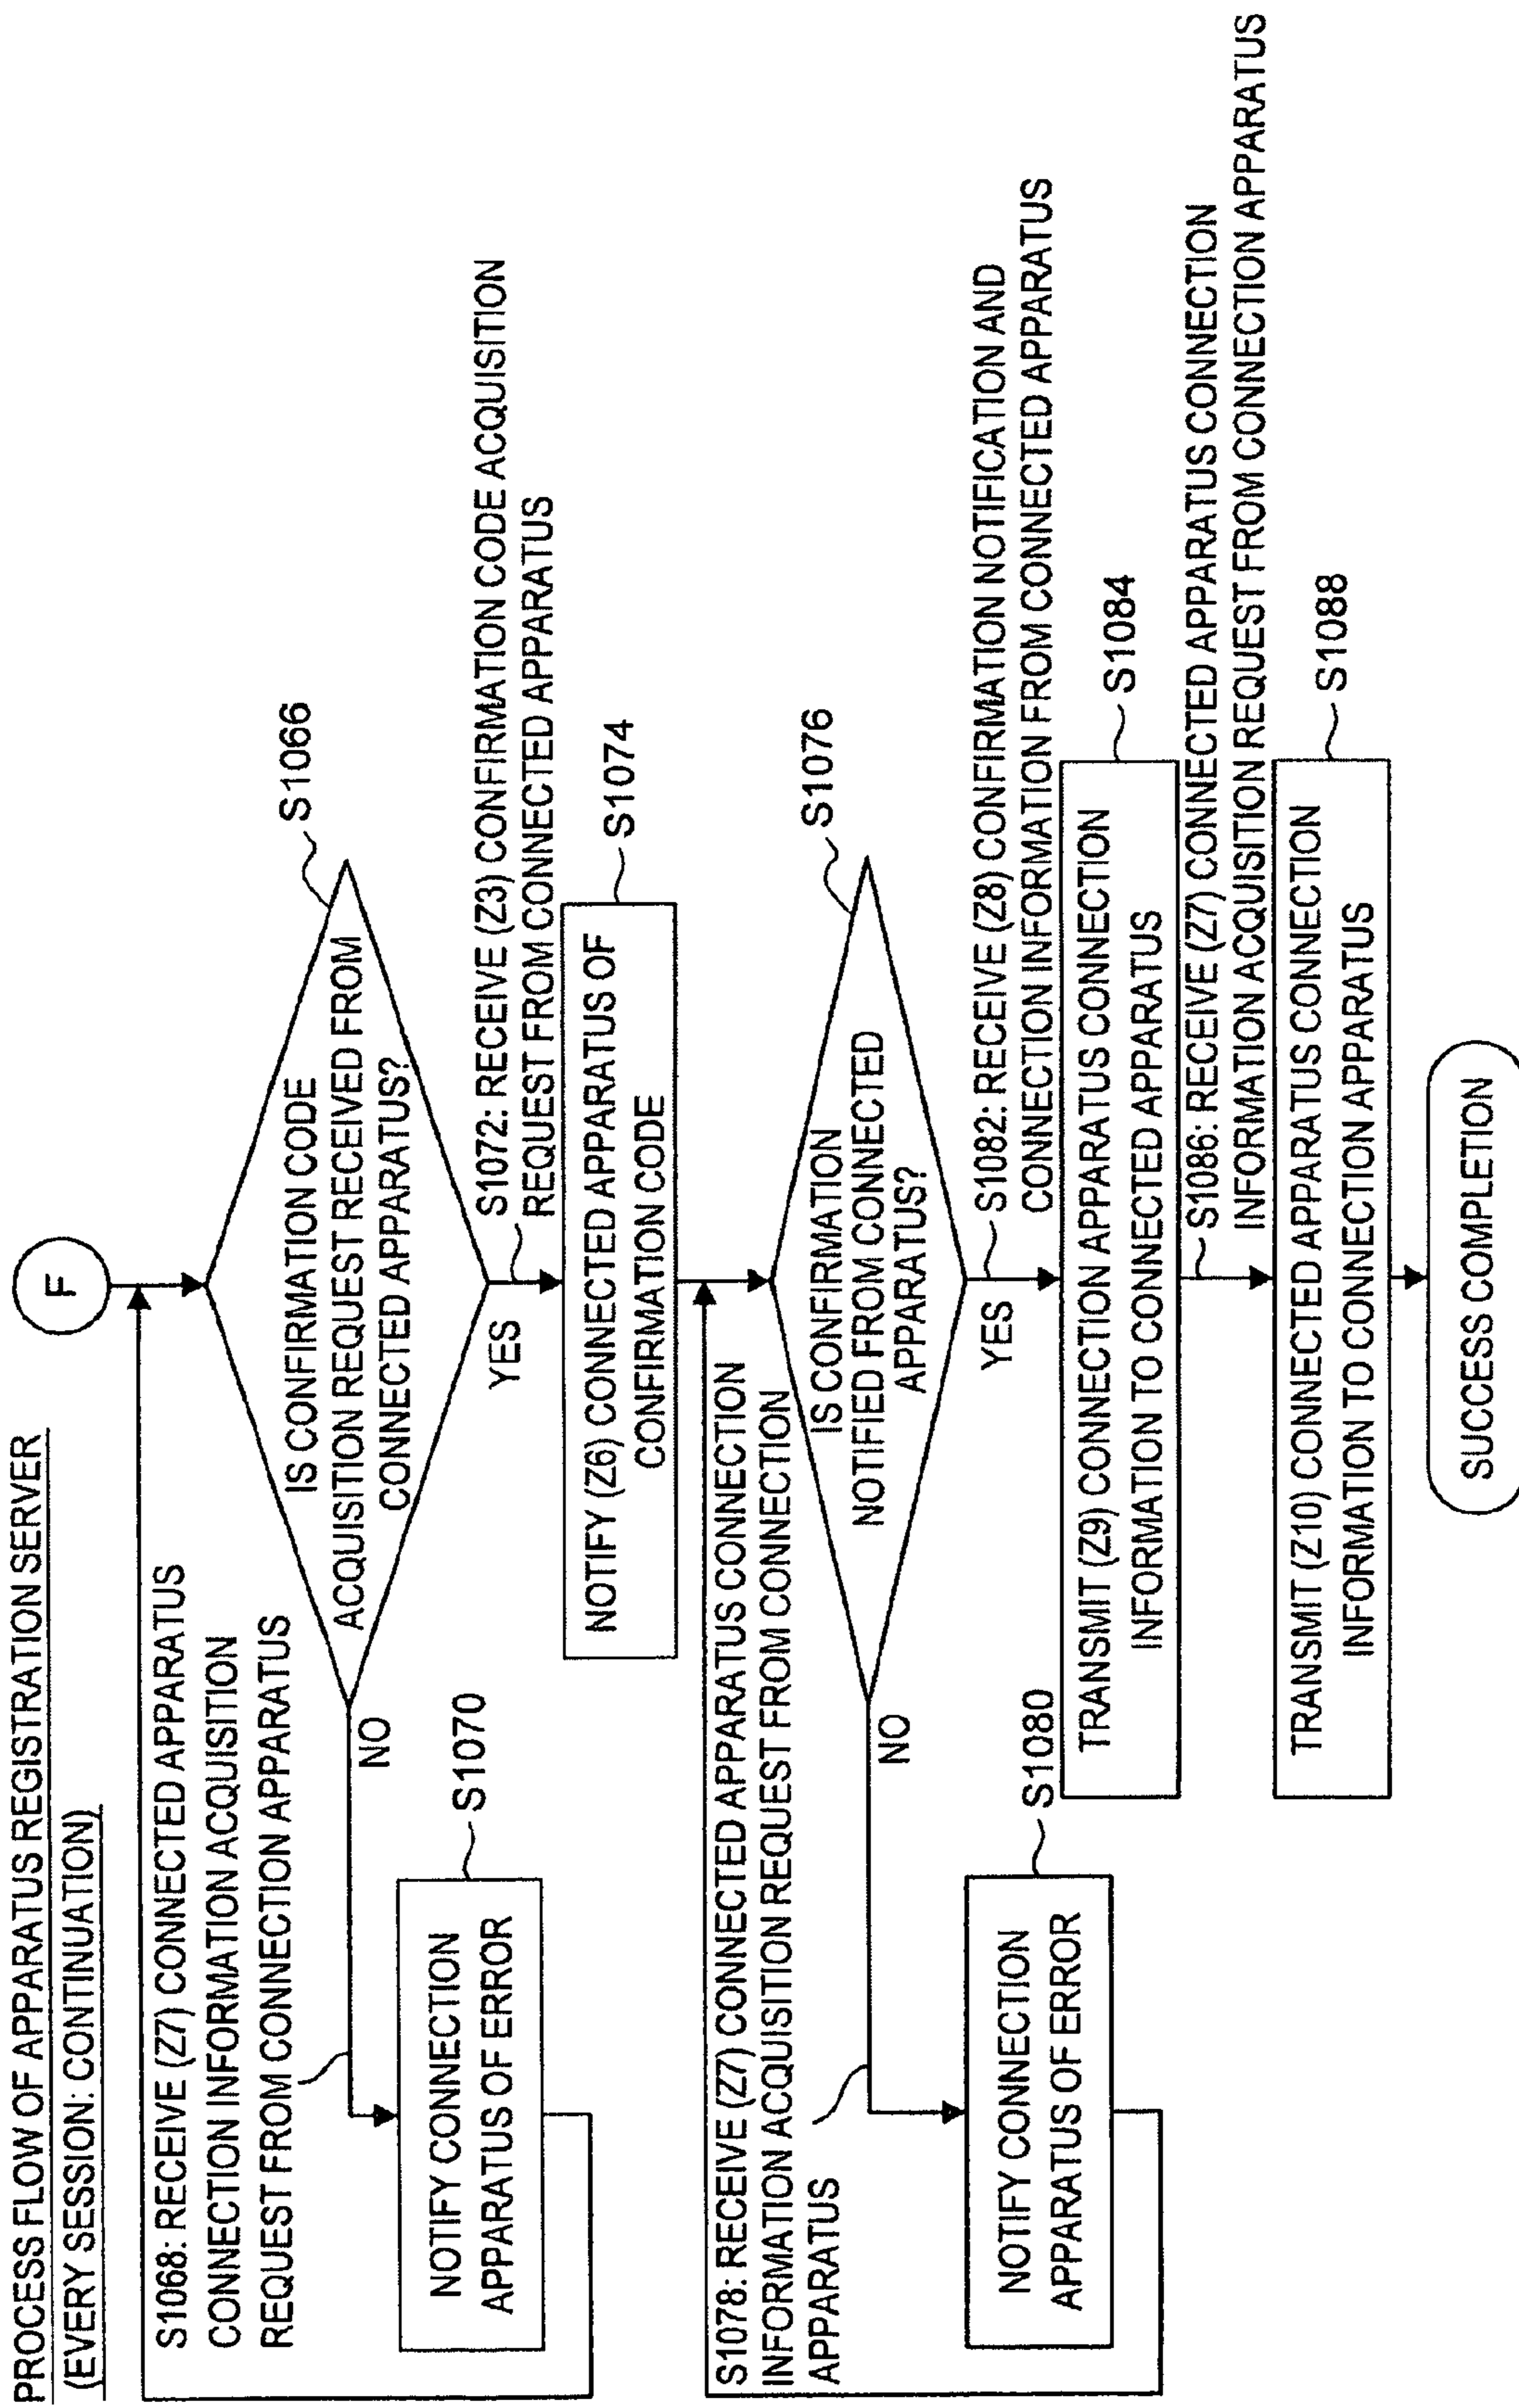 PROCESS FLOW OF APPARATUS REGISTRATION SERVER
(EVERY SESSION: CONTINUATION)
F
S1068: RECEIVE (Z7) CONNECTED APPARATUS
CONNECTION INFORMATION ACQUISITION
REQUEST FROM CONNECTION APPARATUS
IS CONFIRMATION CODE
ACQUISITION REQUEST RECEIVED FROM
CONNECTED APPARATUS?
S1066
NO
S1070
NOTIFY CONNECTION
APPARATUS OF ERROR
YES
S1072: RECEIVE (Z3) CONFIRMATION CODE ACQUISITION
REQUEST FROM CONNECTED APPARATUS
NOTIFY (Z6) CONNECTED APPARATUS OF
CONFIRMATION CODE
S1074
S1078: RECEIVE (Z7) CONNECTED APPARATUS CONNECTION
INFORMATION ACQUISITION REQUEST FROM CONNECTION
APPARATUS
IS CONFIRMATION
NOTIFIED FROM CONNECTED
APPARATUS?
S1076
NO
S1080
NOTIFY CONNECTION
APPARATUS OF ERROR
YES
S1082: RECEIVE (Z8) CONFIRMATION NOTIFICATION AND
CONNECTION INFORMATION FROM CONNECTED APPARATUS
TRANSMIT (Z9) CONNECTION APPARATUS CONNECTION
INFORMATION TO CONNECTED APPARATUS
S1084
S1086: RECEIVE (Z7) CONNECTED APPARATUS CONNECTION
INFORMATION ACQUISITION REQUEST FROM CONNECTION APPARATUS
TRANSMIT (Z10) CONNECTED APPARATUS CONNECTION
INFORMATION TO CONNECTION APPARATUS
S1088
SUCCESS COMPLETION